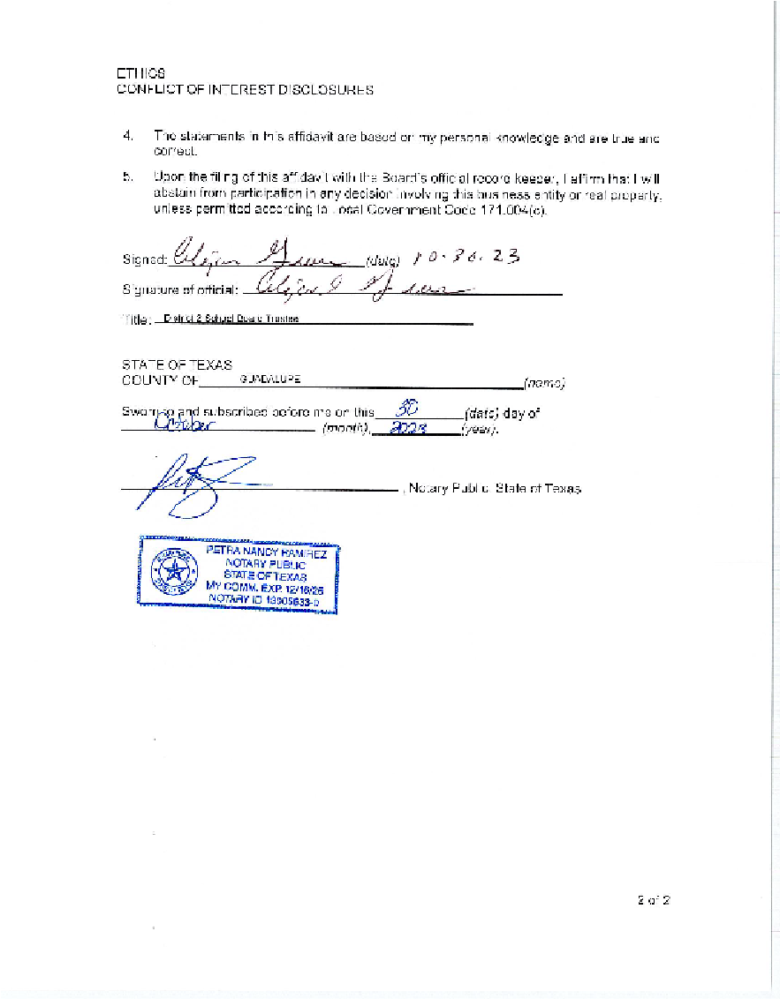 ETHICS
CONFLICT OF INTEREST DISCLOSURES
4. The statements in this affidavit are based on my personal knowledge and are true and
correct.
5. Upon the filing of this affidavit with the Board's official record keeper, I affirm that I will
abstain from participation in any decision involving this business entity or real property,
unless permitted according to Local Government Code 171.004(c).
Signed: (date) 10.30.23
Signature of official:
Title: District 2 School Board Trustee
STATE OF TEXAS
COUNTY OF GUADALUPE (name)
Sworn to and subscribed before me on this 30 (date) day of
October (month), 2023 (year).
, Notary Public, State of Texas
PETRA NANCY RAMIREZ
NOTARY PUBLIC
STATE OF TEXAS
MY COMM. EXP. 12/16/25
NOTARY ID 13905633-0
2 of 2